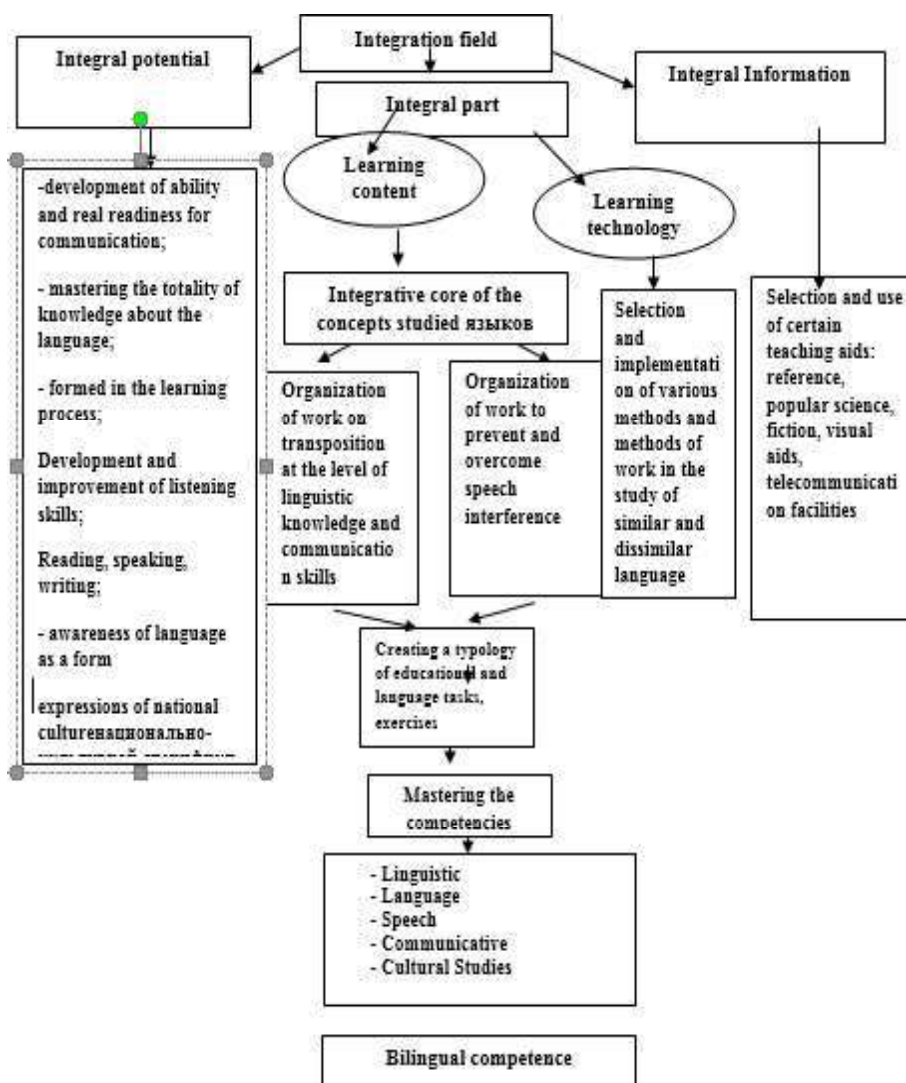 Integration field
Integral potential
Integral Information
Integral part
Learning
content
Learning
technology
-development of ability
and real readiness for
communication;
- mastering the totality of
knowledge about the
language;
- formed in the learning
process;
Development and
improvement of listening
skills;
Reading, speaking,
writing;
- awareness of language
as a form
expressions of national
cultureнационально-
Integrative core of the
concepts studied языков
Organization
of work on
transposition
at the level of
linguistic
knowledge and
communicatio
n skills
Organization
of work to
prevent and
overcome
speech
interference
Selection
and
implementati
on of various
methods and
methods of
work in the
study of
similar and
dissimilar
language
Selection and use
of certain
teaching aids:
reference,
popular science,
fiction, visual
aids,
telecommunicati
on facilities
Creating a typology
of educational and
language tasks,
exercises
Mastering the
competencies
- Linguistic
- Language
- Speech
- Communicative
- Cultural Studies
Bilingual competence